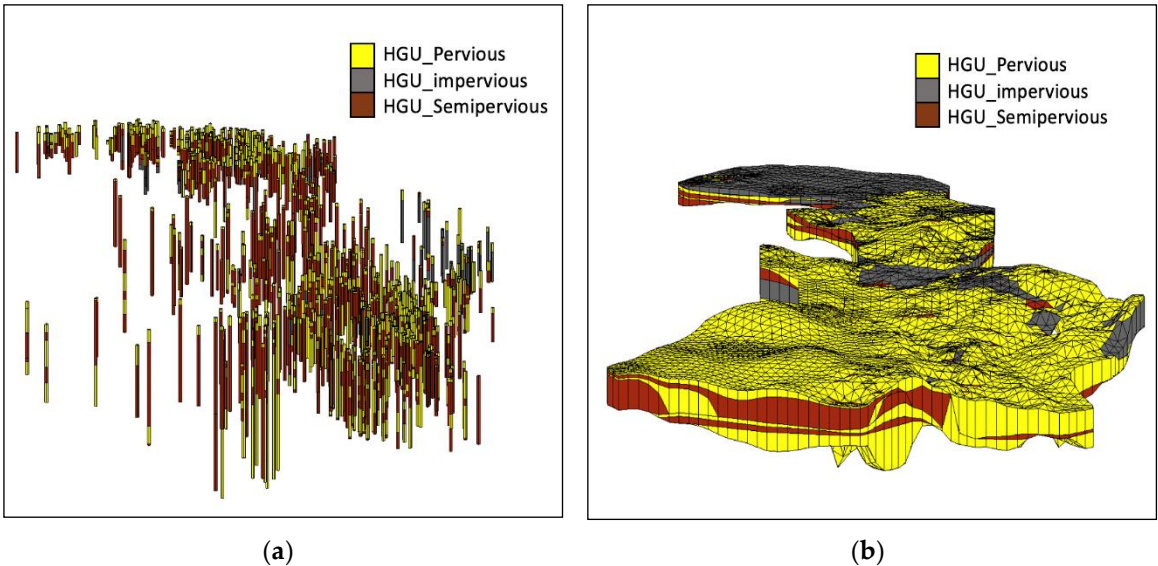 HGU_Pervious
HGU_impervious
HGU_Semipervious
HGU_Pervious
HGU_impervious
HGU_Semipervious
(a)
(b)